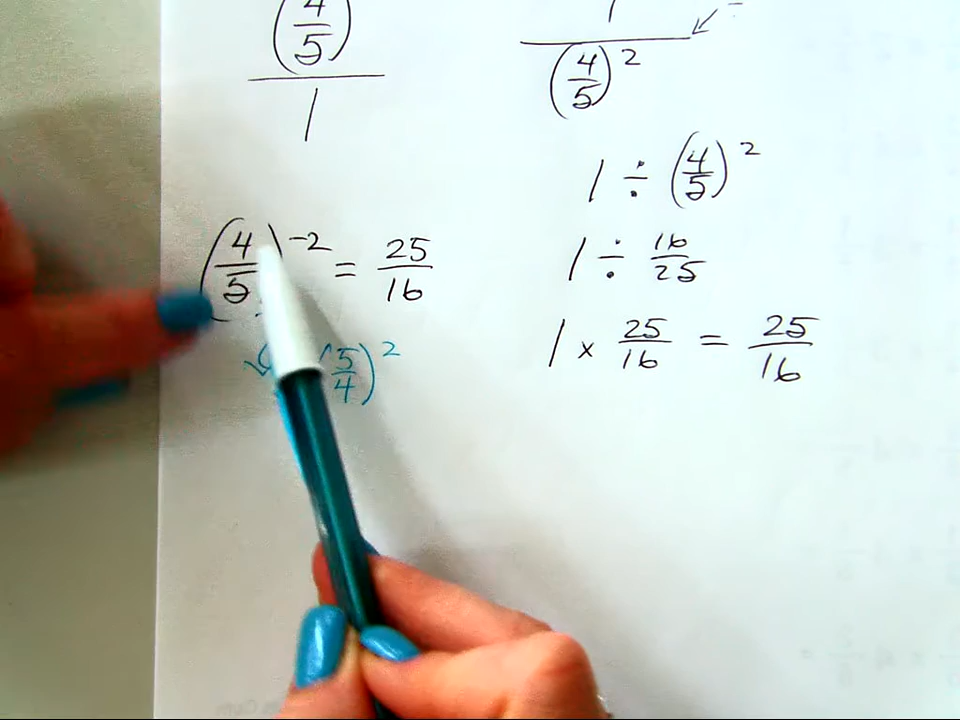 (4/5)
1
1
(4/5)²
1 ÷ (4/5)²
(4/5)⁻² = 25/16
1 ÷ 16/25
1 × 25/16 = 25/16
(5/4)²